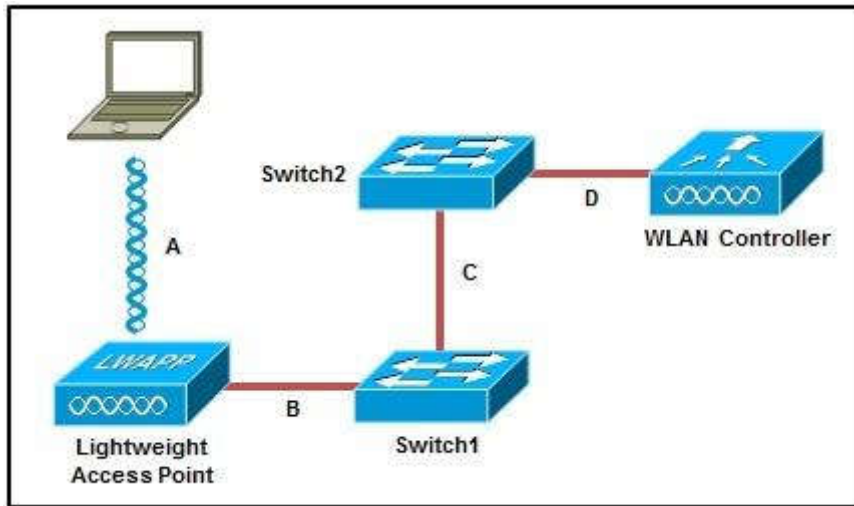 Switch2
D
WLAN Controller
A
C
LWAPP
B
Lightweight
Access Point
Switch1